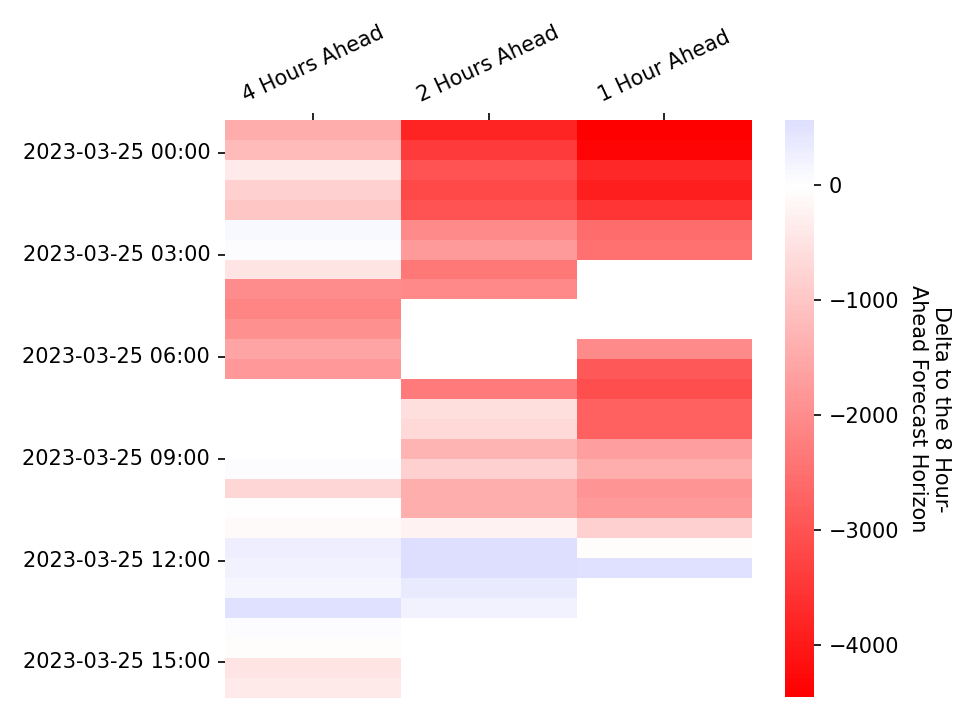 4 Hours Ahead
2 Hours Ahead
1 Hour Ahead
2023-03-25 00:00
2023-03-25 03:00
2023-03-25 06:00
2023-03-25 09:00
2023-03-25 12:00
2023-03-25 15:00
0
−1000
−2000
−3000
−4000
Delta to the 8 Hour-
Ahead Forecast Horizon